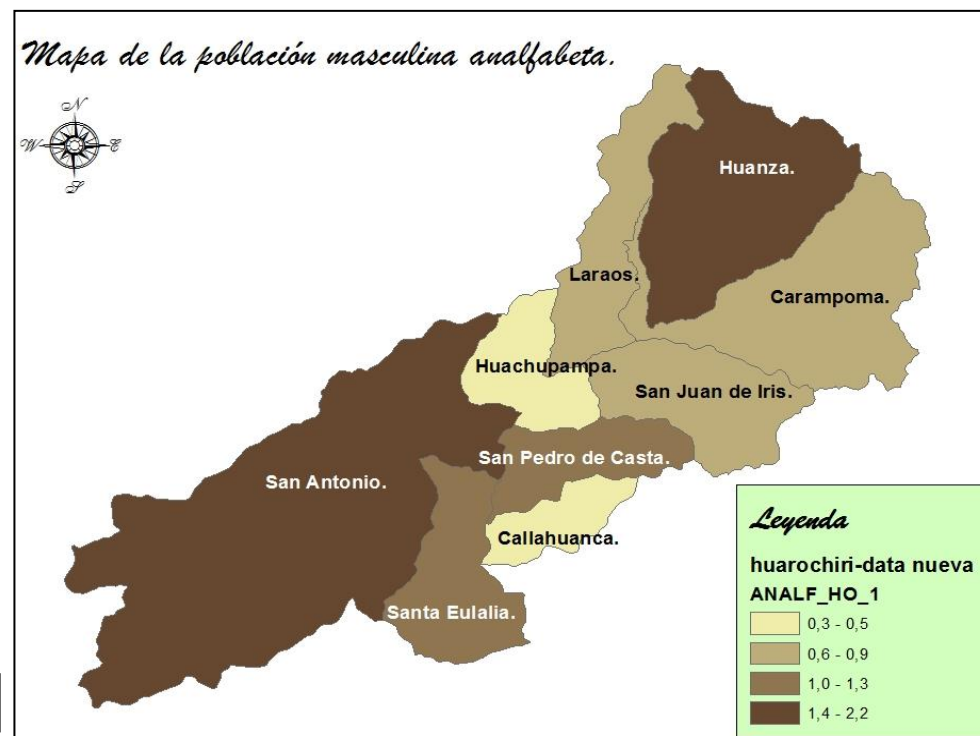 Mapa de la población masculina analfabeta.
N
W E
S
Huanza.
Laraos.
Carampoma.
Huachupampa.
San Juan de Iris.
San Pedro de Casta.
San Antonio.
Callahuanca.
Santa Eulalia.
Leyenda
huarochiri-data nueva
ANALF_HO_1
0,3 - 0,5
0,6 - 0,9
1,0 - 1,3
1,4 - 2,2